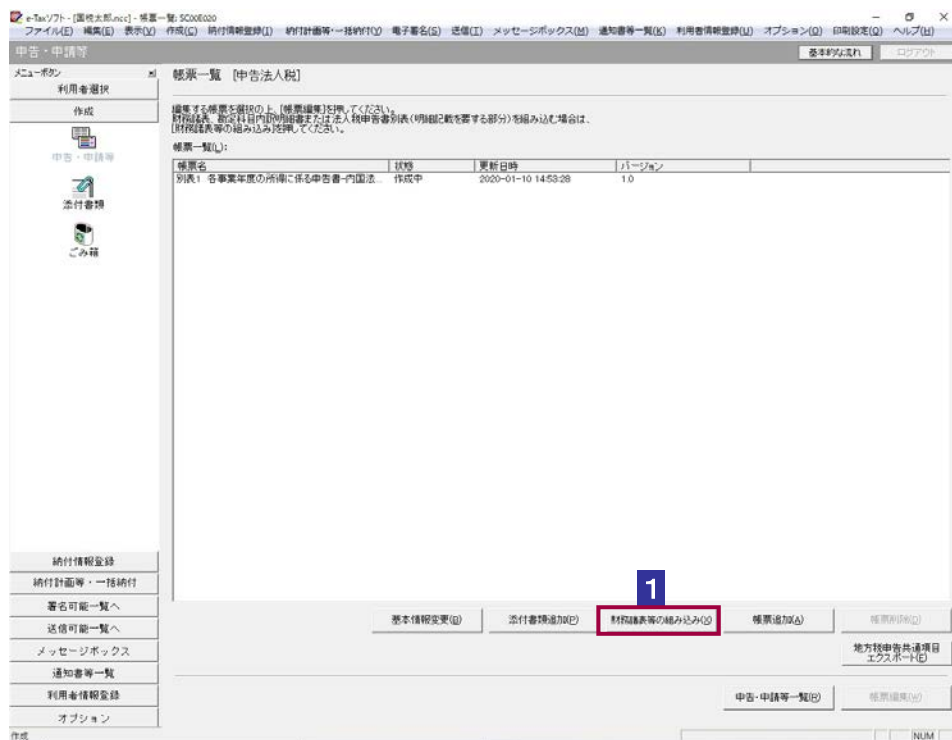 e-Taxソフト - [国税太郎.ncc] - 帳票一覧: SC00E020
ファイル(F) 編集(E) 表示(V) 作成(C) 納付情報登録(I) 納付計画等・一括納付(Y) 電子署名(S) 送信(T) メッセージボックス(M) 通知書等一覧(K) 利用者情報登録(U) オプション(O) 印刷設定(Q) ヘルプ(H)
申告・申請等 基本的な流れ ログアウト
メニューボタン
利用者選択
作成
申告・申請等
添付書類
ごみ箱
帳票一覧 [申告法人税]
編集する帳票を選択の上、[帳票編集]を押してください。
財務諸表、勘定科目内訳明細書または法人税申告書別表(明細記載を要する部分)を組み込む場合は、
[財務諸表等の組み込み]を押してください。
帳票一覧(L):
帳票名 状態 更新日時 バージョン
別表1 各事業年度の所得に係る申告書-内国法... 作成中 2020-01-10 14:53:28 1.0
納付情報登録
納付計画等・一括納付
署名可能一覧へ
送信可能一覧へ
メッセージボックス
通知書等一覧
利用者情報登録
オプション
1
基本情報変更(B) 添付書類追加(P) 財務諸表等の組み込み(X) 帳票追加(A) 帳票削除(D)
地方税申告共通項目
エクスポート(E)
申告・申請等一覧(R) 帳票編集(W)
作成 NUM